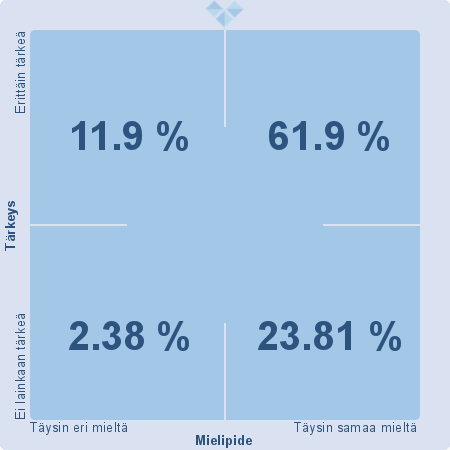 Erittäin tärkeä
11.9 %
61.9 %
Tärkeys
2.38 %
23.81 %
Ei lainkaan tärkeä
Täysin eri mieltä
Täysin samaa mieltä
Mielipide